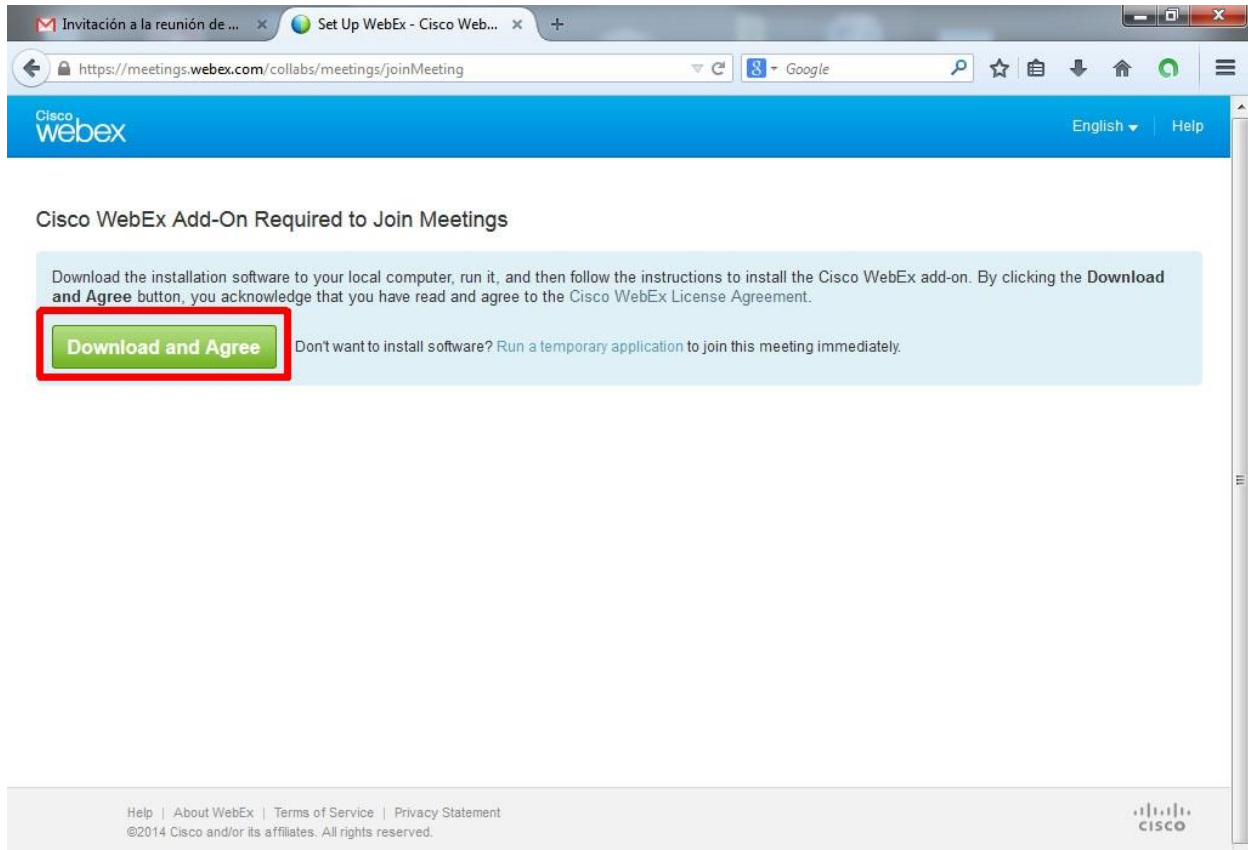 Invitación a la reunión de ...
Set Up WebEx - Cisco Web...
https://meetings.webex.com/collabs/meetings/joinMeeting
8
Google
Cisco
webex
English
Help
Cisco WebEx Add-On Required to Join Meetings
Download the installation software to your local computer, run it, and then follow the instructions to install the Cisco WebEx add-on. By clicking the Download
and Agree button, you acknowledge that you have read and agree to the Cisco WebEx License Agreement.
Download and Agree
Don't want to install software? Run a temporary application to join this meeting immediately.
Help | About WebEx | Terms of Service | Privacy Statement
©2014 Cisco and/or its affiliates. All rights reserved.
CISCO